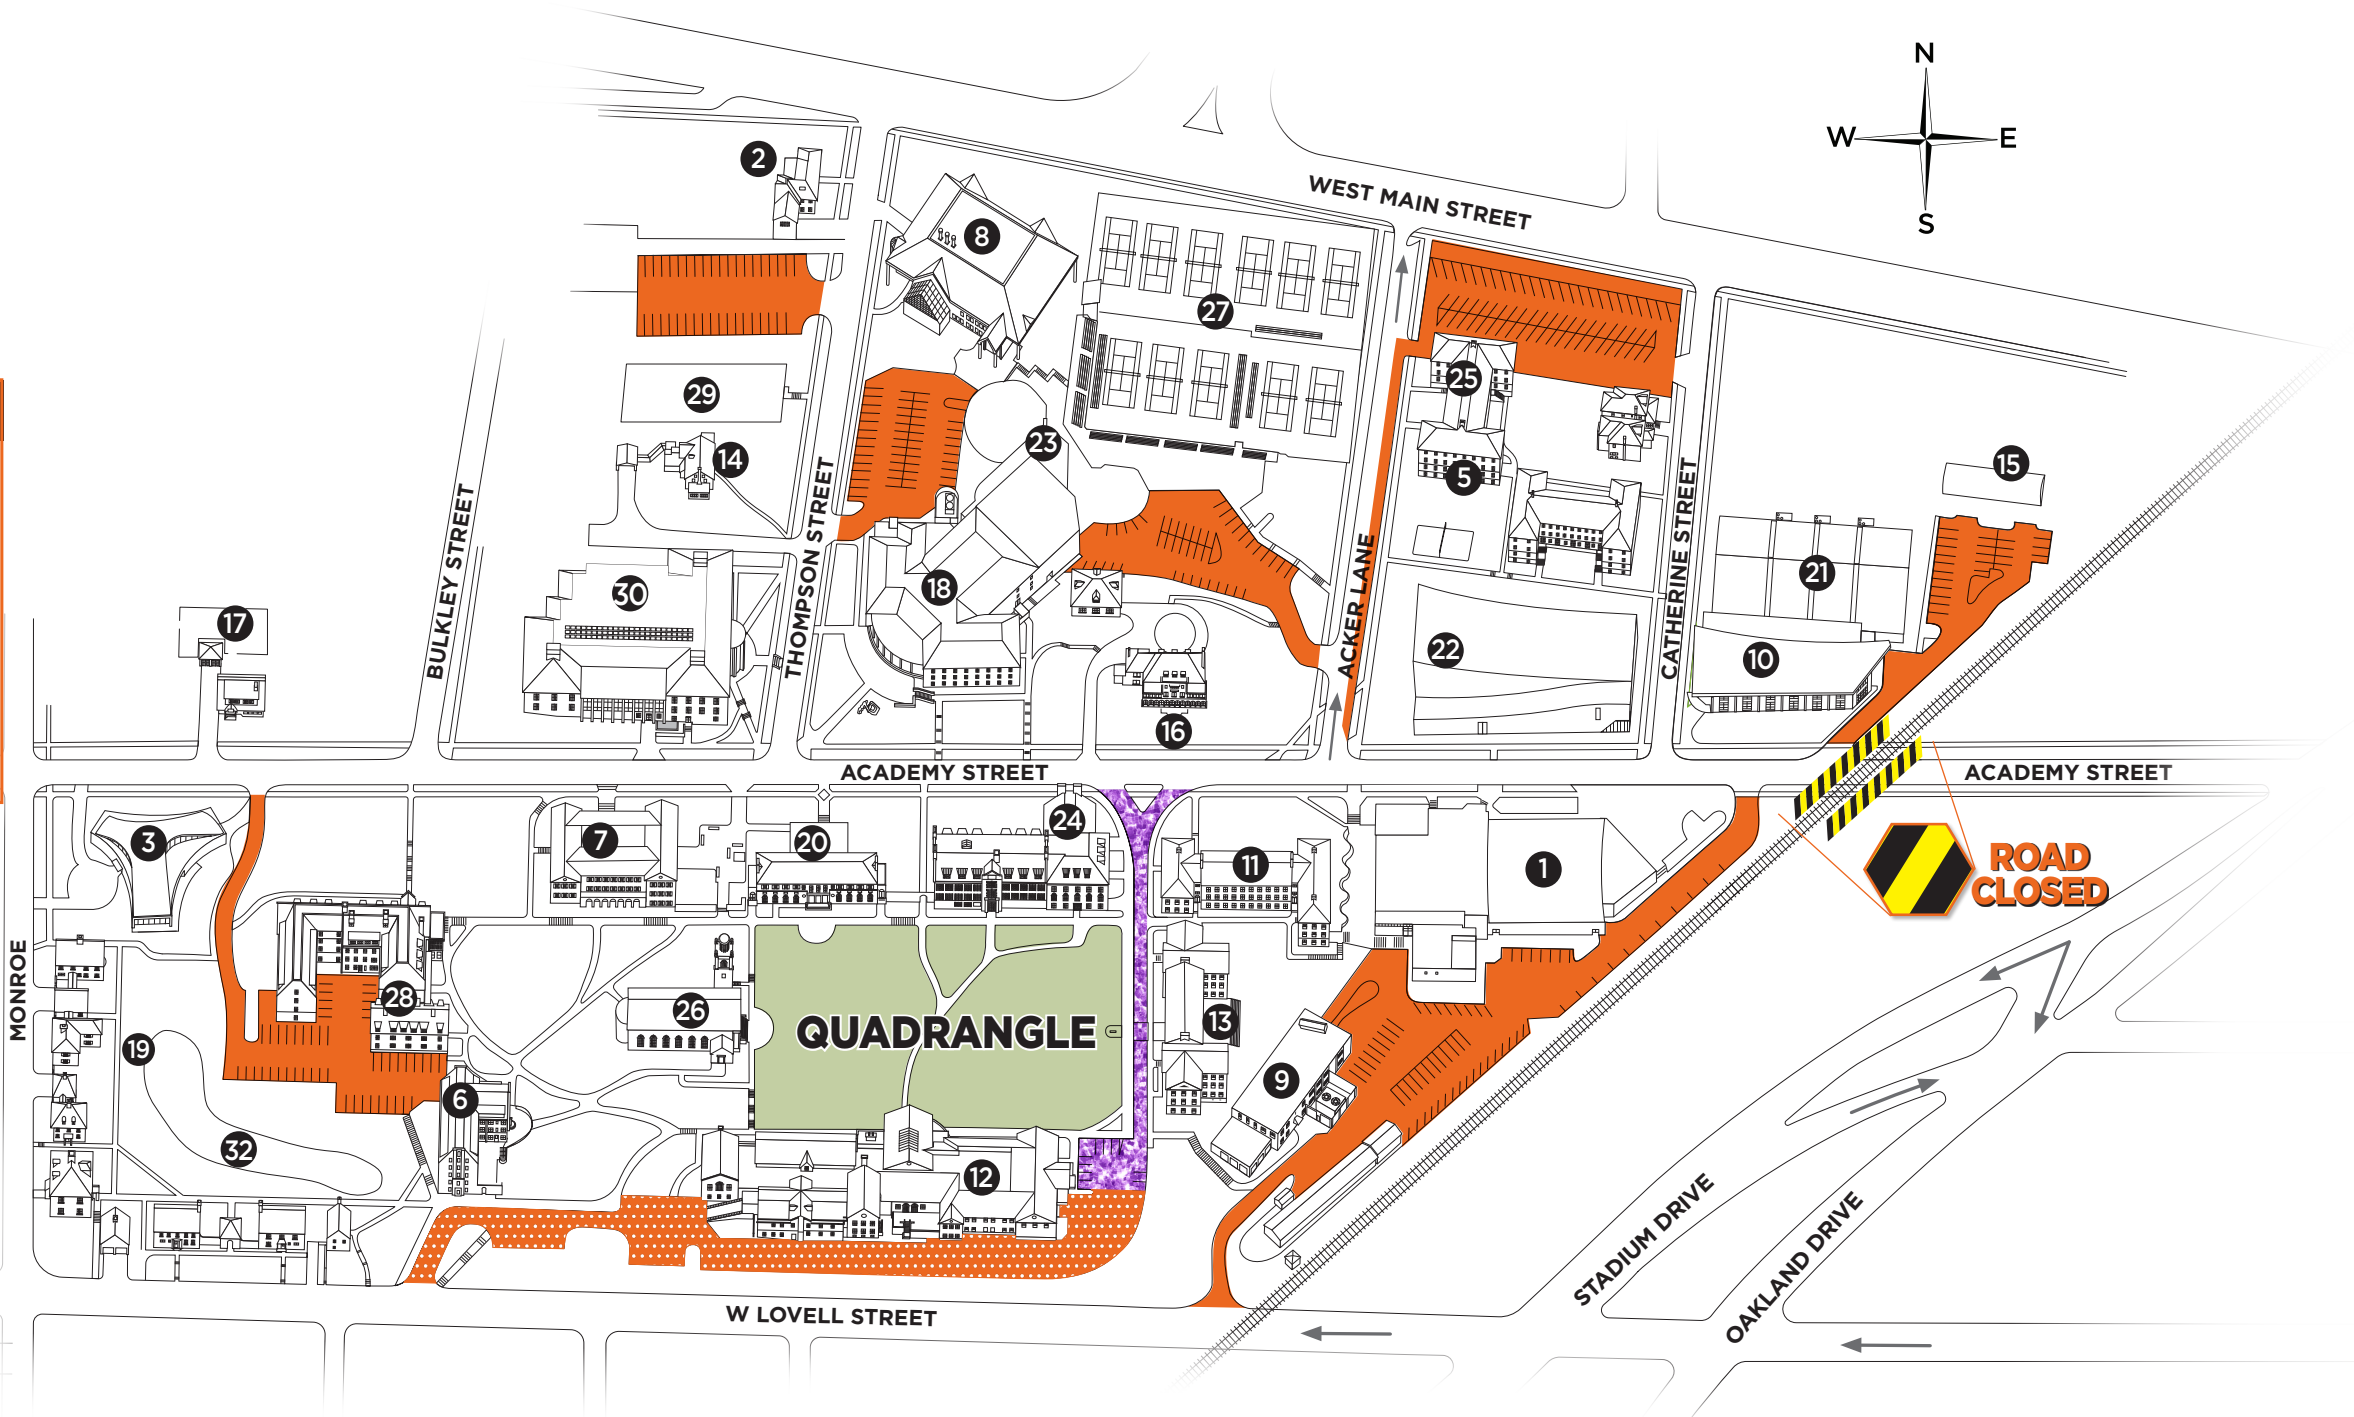 N
W E
S
WEST MAIN STREET
2
8
27
25
29
23
14
5
15
BULKLEY STREET
THOMPSON STREET
ACKER LANE
CATHERINE STREET
21
18
30
17
22
10
16
ACADEMY STREET
ACADEMY STREET
3
7
20
24
11
1
ROAD
CLOSED
MONROE
28
26
QUADRANGLE
13
19
9
6
32
12
STADIUM DRIVE
OAKLAND DRIVE
W LOVELL STREET